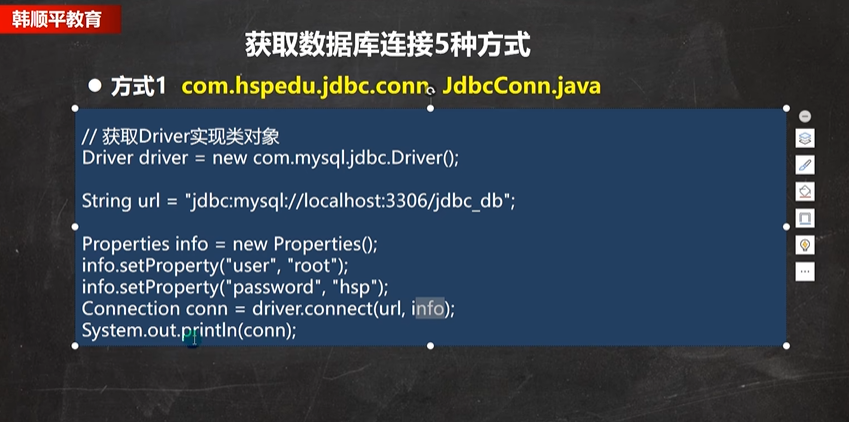 韩顺平教育
获取数据库连接5种方式
● 方式1 com.hspedu.jdbc.conn, JdbcConn.java
// 获取Driver实现类对象
Driver driver = new com.mysql.jdbc.Driver();
String url = "jdbc:mysql://localhost:3306/jdbc_db";
Properties info = new Properties();
info.setProperty("user", "root");
info.setProperty("password", "hsp");
Connection conn = driver.connect(url, info);
System.out.println(conn);